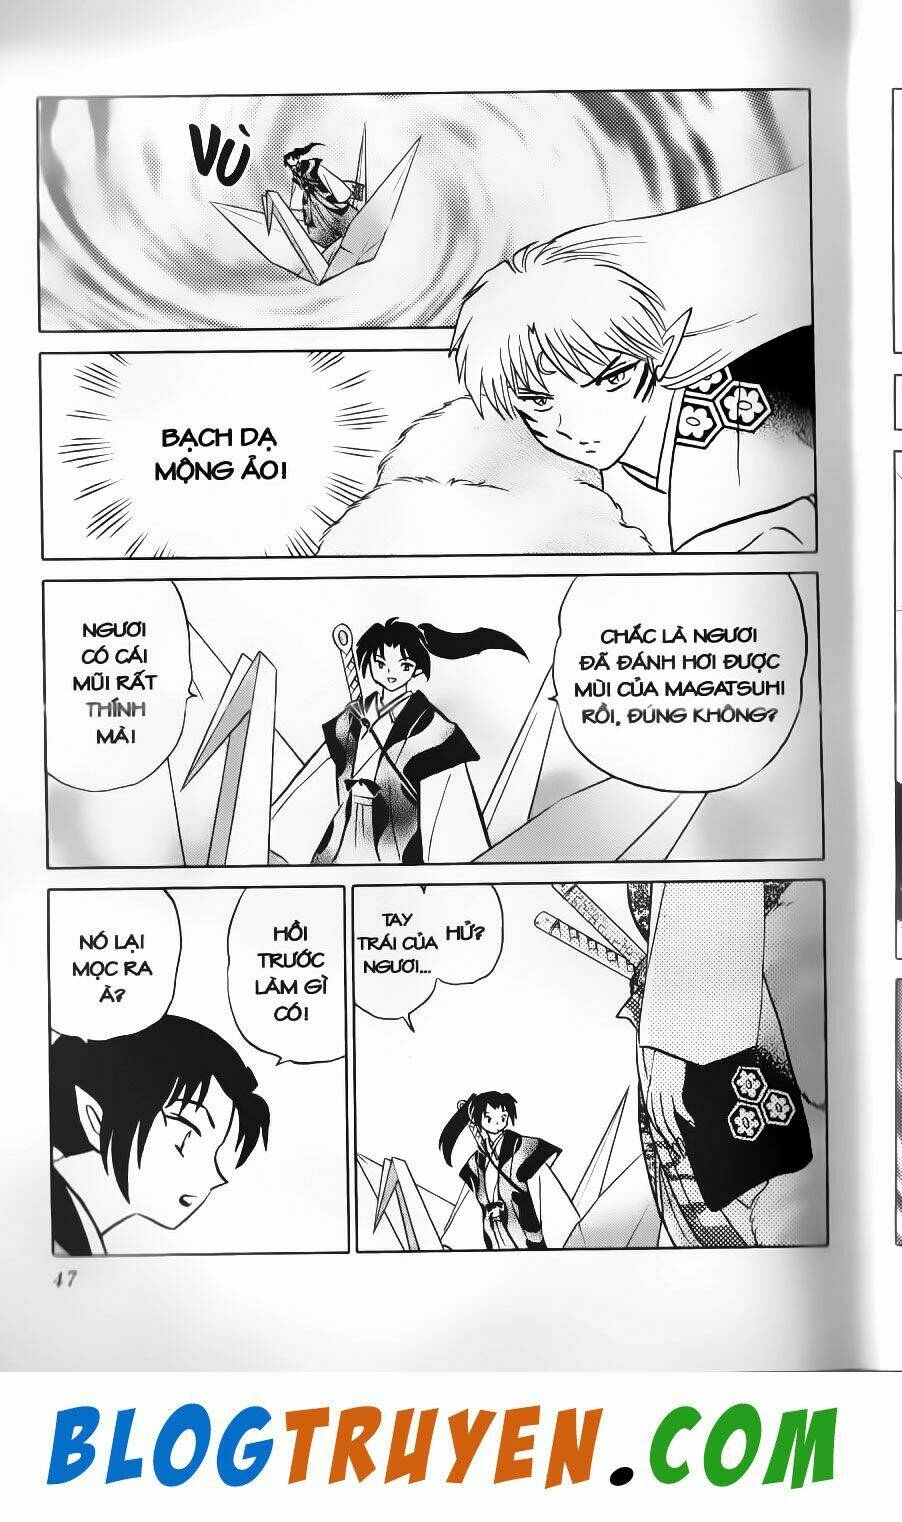 VÙ
BẠCH DẠ
MỘNG ẢO!
CHẮC LÀ NGƯƠI
ĐÃ ĐÁNH HƠI ĐƯỢC
MÙI CỦA MAGATSUHI
RỒI, ĐÚNG KHÔNG?
NGƯƠI
CÓ CÁI
MŨI RẤT
THÍNH
MÀ!
HỬ?
TAY
TRÁI CỦA
NGƯƠI...
HỒI
TRƯỚC
LÀM GÌ
CÓ!
NÓ LẠI
MỌC RA
À?
47
BLOGTRUYEN.COM